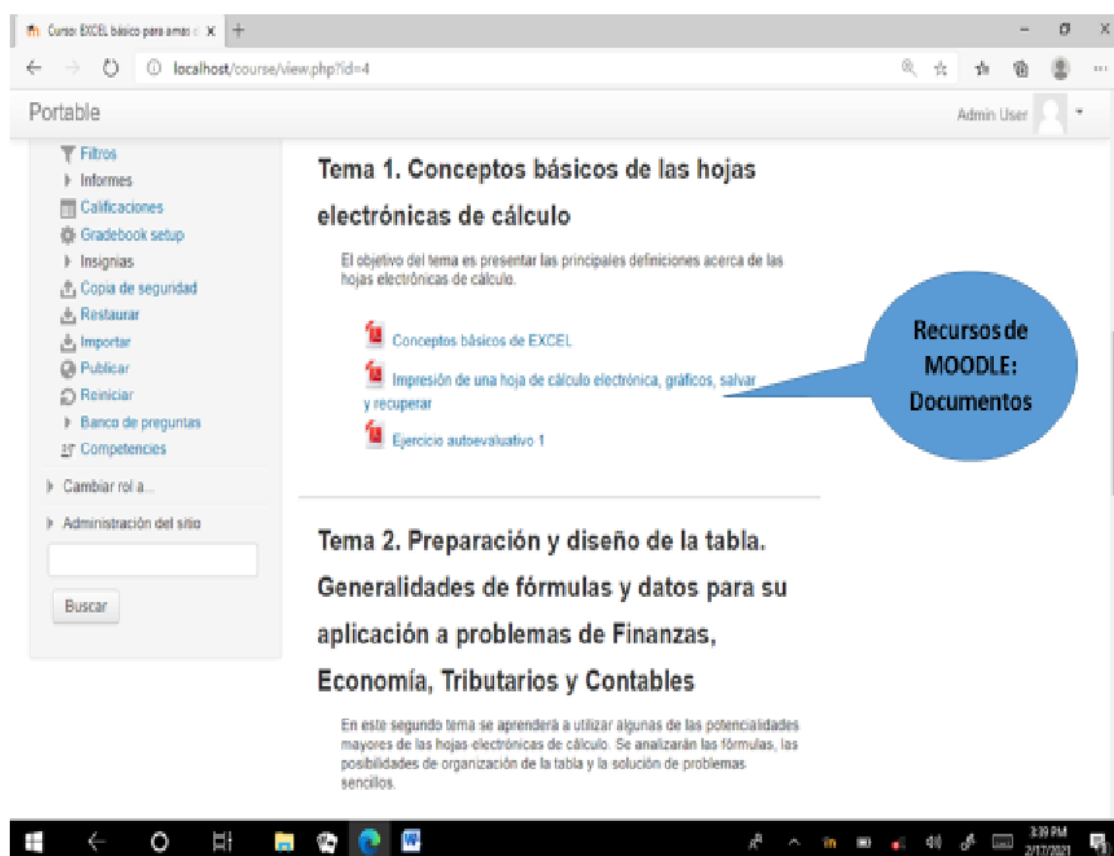 Curso: EXCEL básico para amas c
localhost/course/view.php?id=4
Portable
Admin User
Filtros
Informes
Calificaciones
Gradebook setup
Insignias
Copia de seguridad
Restaurar
Importar
Publicar
Reiniciar
Banco de preguntas
Competencies
Cambiar rol a...
Administración del sitio
Buscar
Tema 1. Conceptos básicos de las hojas
electrónicas de cálculo
El objetivo del tema es presentar las principales definiciones acerca de las
hojas electrónicas de cálculo.
Conceptos básicos de EXCEL
Impresión de una hoja de cálculo electrónica, gráficos, salvar
y recuperar
Ejercicio autoevaluativo 1
Recursos de
MOODLE:
Documentos
Tema 2. Preparación y diseño de la tabla.
Generalidades de fórmulas y datos para su
aplicación a problemas de Finanzas,
Economía, Tributarios y Contables
En este segundo tema se aprenderá a utilizar algunas de las potencialidades
mayores de las hojas electrónicas de cálculo. Se analizarán las fórmulas, las
posibilidades de organización de la tabla y la solución de problemas
sencillos.
3:39 PM
2/17/2021